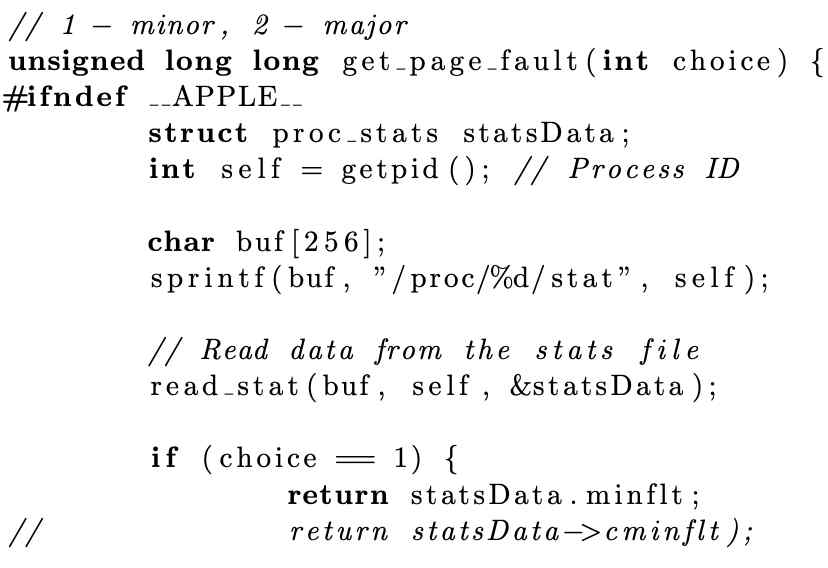 // 1 − minor, 2 − major
unsigned long long get_page_fault(int choice) {
#ifndef __APPLE__
struct proc_stats statsData;
int self = getpid(); // Process ID
char buf[256];
sprintf(buf, ”/proc/%d/stat”, self);
// Read data from the stats file
read_stat(buf, self, &statsData);
if (choice == 1) {
return statsData.minflt;
// return statsData−>cminflt);